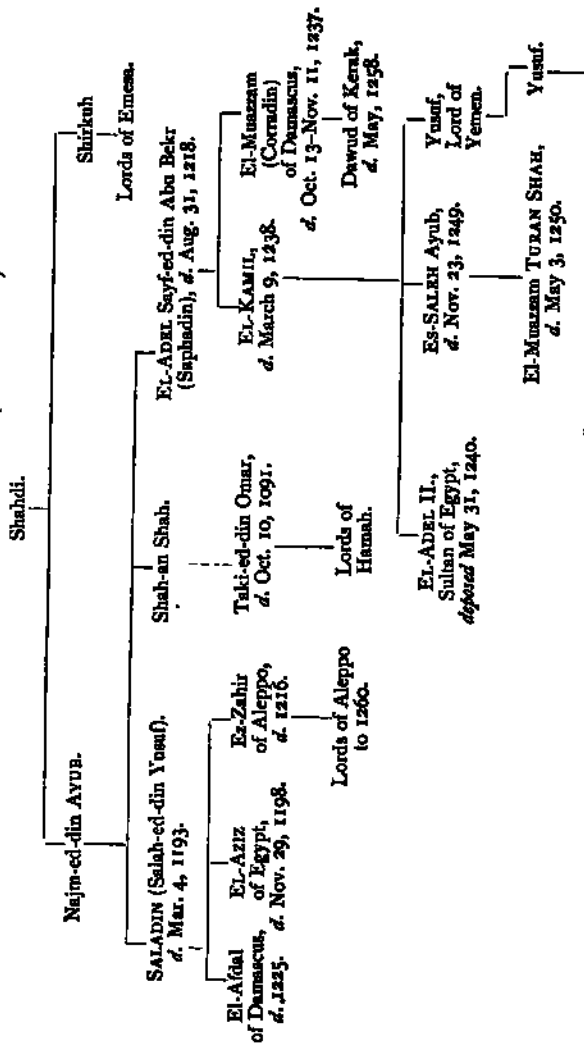 Shahdi.
Najm-ed-din AYUB.
Shirkuh
Lords of Emesa.
SALADIN (Salah-ed-din Yusuf).
d. Mar. 4, 1193.
Shah-an Shah.
EL-ADEL Sayf-ed-din Abu Bekr
(Saphadin), d. Aug. 31, 1218.
El-Afdal
of Damascus,
d. 1225.
EL-AZIZ
of Egypt,
d. Nov. 29, 1198.
Ez-Zahir
of Aleppo,
d. 1216.
Lords of Aleppo
to 1260.
Taki-ed-din Omar,
d. Oct. 10, 1091.
Lords of
Hamah.
EL-KAMIL,
d. March 9, 1238.
El-Muazzam
(Corradin)
of Damascus,
d. Oct. 13-Nov. 11, 1237.
Dawud of Kerak,
d. May, 1258.
EL-ADEL II.,
Sultan of Egypt,
deposed May 31, 1240.
ES-SALEH Ayub,
d. Nov. 23, 1249.
El-Muazzam TURAN SHAH,
d. May 3, 1250.
Yusuf,
Lord of
Yemen.
Yusuf.